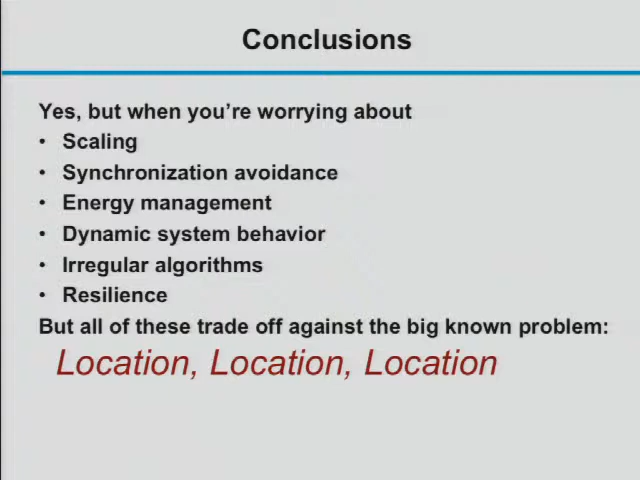 Conclusions
Yes, but when you're worrying about
• Scaling
• Synchronization avoidance
• Energy management
• Dynamic system behavior
• Irregular algorithms
• Resilience
But all of these trade off against the big known problem:
Location, Location, Location